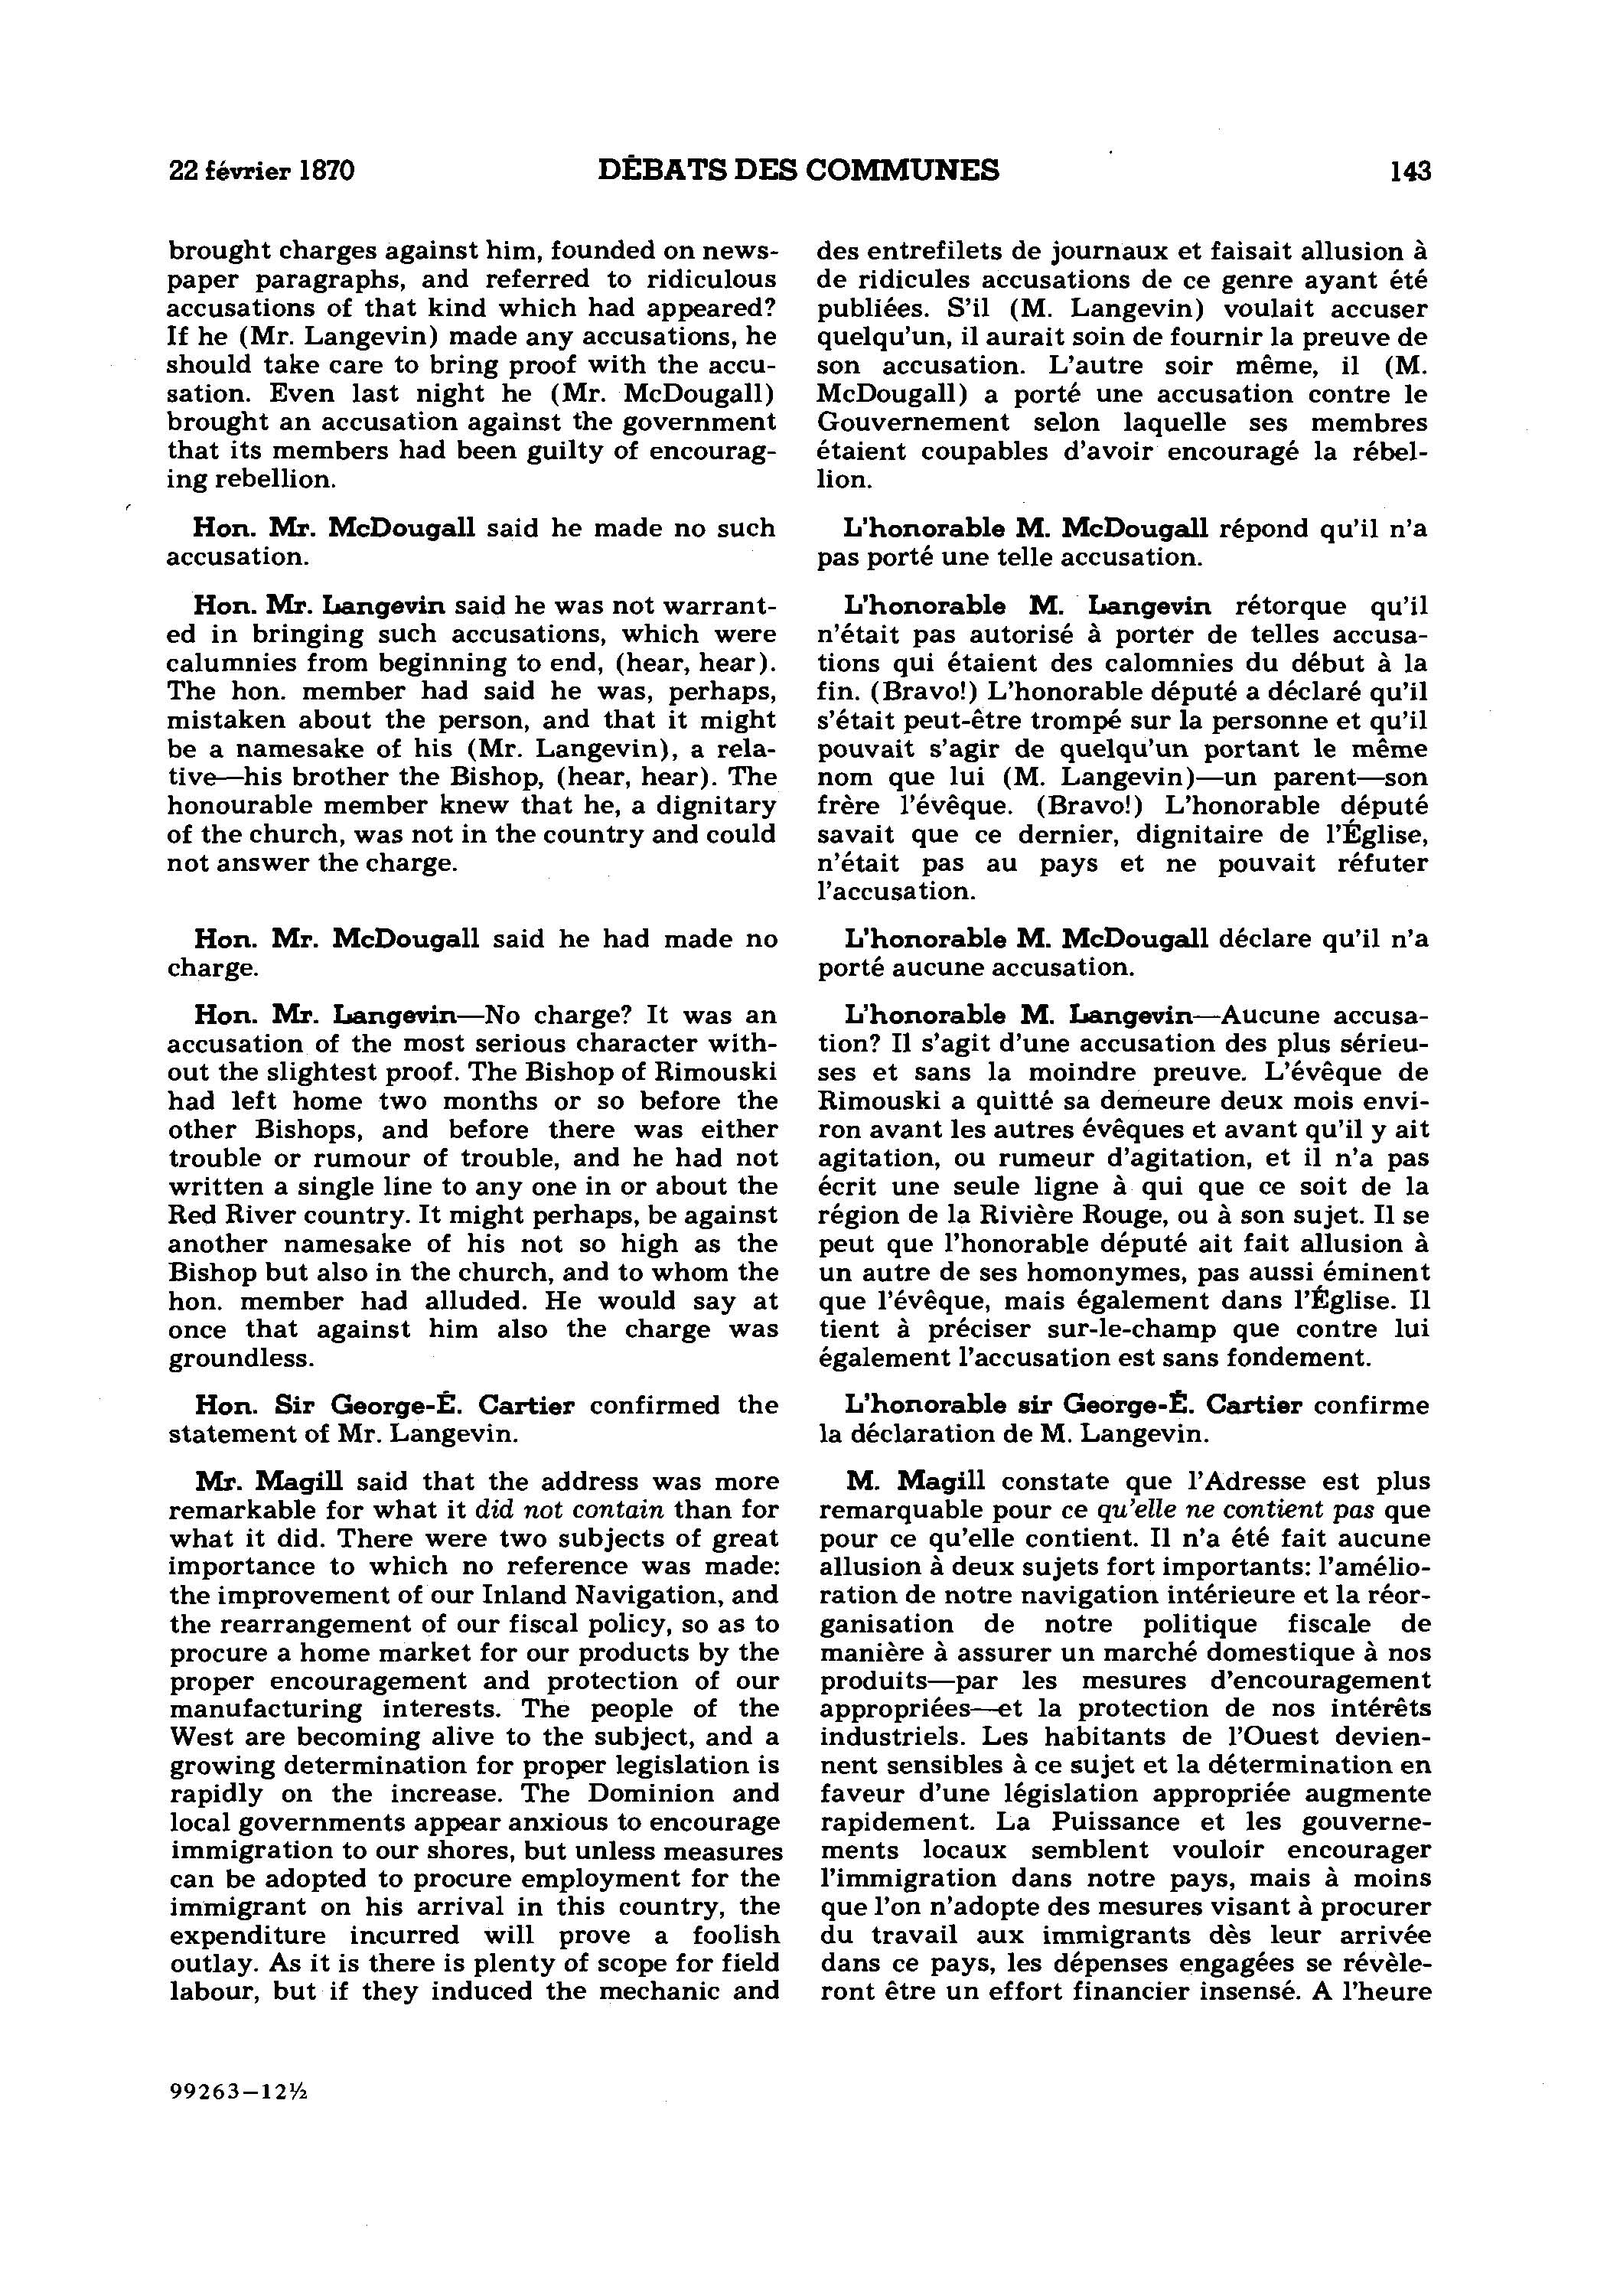 22 février 1870
DÉBATS DES COMMUNES
143
brought charges against him, founded on news-
paper paragraphs, and referred to ridiculous
accusations of that kind which had appeared?
If he (Mr. Langevin) made any accusations, he
should take care to bring proof with the accu-
sation. Even last night he (Mr. McDougall)
brought an accusation against the government
that its members had been guilty of encourag-
ing rebellion.
Hon. Mr. McDougall said he made no such
accusation.
Hon. Mr. Langevin said he was not warrant-
ed in bringing such accusations, which were
calumnies from beginning to end, (hear, hear).
The hon. member had said he was, perhaps,
mistaken about the person, and that it might
be a namesake of his (Mr. Langevin), a rela-
tive—his brother the Bishop, (hear, hear). The
honourable member knew that he, a dignitary
of the church, was not in the country and could
not answer the charge.
Hon. Mr. McDougall said he had made no
charge.
Hon. Mr. Langevin—No charge? It was an
accusation of the most serious character with-
out the slightest proof. The Bishop of Rimouski
had left home two months or so before the
other Bishops, and before there was either
trouble or rumour of trouble, and he had not
written a single line to any one in or about the
Red River country. It might perhaps, be against
another namesake of his not so high as the
Bishop but also in the church, and to whom the
hon. member had alluded. He would say at
once that against him also the charge was
groundless.
Hon. Sir George-É. Cartier confirmed the
statement of Mr. Langevin.
Mr. Magill said that the address was more
remarkable for what it did not contain than for
what it did. There were two subjects of great
importance to which no reference was made:
the improvement of our Inland Navigation, and
the rearrangement of our fiscal policy, so as to
procure a home market for our products by the
proper encouragement and protection of our
manufacturing interests. The people of the
West are becoming alive to the subject, and a
growing determination for proper legislation is
rapidly on the increase. The Dominion and
local governments appear anxious to encourage
immigration to our shores, but unless measures
can be adopted to procure employment for the
immigrant on his arrival in this country, the
expenditure incurred will prove a foolish
outlay. As it is there is plenty of scope for field
labour, but if they induced the mechanic and
des entrefilets de journaux et faisait allusion à
de ridicules accusations de ce genre ayant été
publiées. S'il (M. Langevin) voulait accuser
quelqu'un, il aurait soin de fournir la preuve de
son accusation. L'autre soir même, il (M.
McDougall) a porté une accusation contre le
Gouvernement selon laquelle ses membres
étaient coupables d'avoir encouragé la rébel-
lion.
L'honorable M. McDougall répond qu'il n'a
pas porté une telle accusation.
L'honorable M. Langevin rétorque qu'il
n'était pas autorisé à porter de telles accusa-
tions qui étaient des calomnies du début à la
fin. (Bravo!) L'honorable député a déclaré qu'il
s'était peut-être trompé sur la personne et qu'il
pouvait s'agir de quelqu'un portant le même
nom que lui (M. Langevin)—un parent—son
frère l'évêque. (Bravo!) L'honorable député
savait que ce dernier, dignitaire de l'Église,
n'était pas au pays et ne pouvait réfuter
l'accusation.
L'honorable M. McDougall déclare qu'il n'a
porté aucune accusation.
L'honorable M. Langevin—Aucune accusa-
tion? Il s'agit d'une accusation des plus sérieu-
ses et sans la moindre preuve. L'évêque de
Rimouski a quitté sa demeure deux mois envi-
ron avant les autres évêques et avant qu'il y ait
agitation, ou rumeur d'agitation, et il n'a pas
écrit une seule ligne à qui que ce soit de la
région de la Rivière Rouge, ou à son sujet. Il se
peut que l'honorable député ait fait allusion à
un autre de ses homonymes, pas aussi éminent
que l'évêque, mais également dans l'Église. Il
tient à préciser sur-le-champ que contre lui
également l'accusation est sans fondement.
L'honorable sir George-É. Cartier confirme
la déclaration de M. Langevin.
M. Magill constate que l'Adresse est plus
remarquable pour ce qu'elle ne contient pas que
pour ce qu'elle contient. Il n'a été fait aucune
allusion à deux sujets fort importants: l'amélio-
ration de notre navigation intérieure et la réor-
ganisation de notre politique fiscale de
manière à assurer un marché domestique à nos
produits—par les mesures d'encouragement
appropriées—et la protection de nos intérêts
industriels. Les habitants de l'Ouest devien-
nent sensibles à ce sujet et la détermination en
faveur d'une législation appropriée augmente
rapidement. La Puissance et les gouverne-
ments locaux semblent vouloir encourager
l'immigration dans notre pays, mais à moins
que l'on n'adopte des mesures visant à procurer
du travail aux immigrants dès leur arrivée
dans ce pays, les dépenses engagées se révèle-
ront être un effort financier insensé. A l'heure
99263—12½